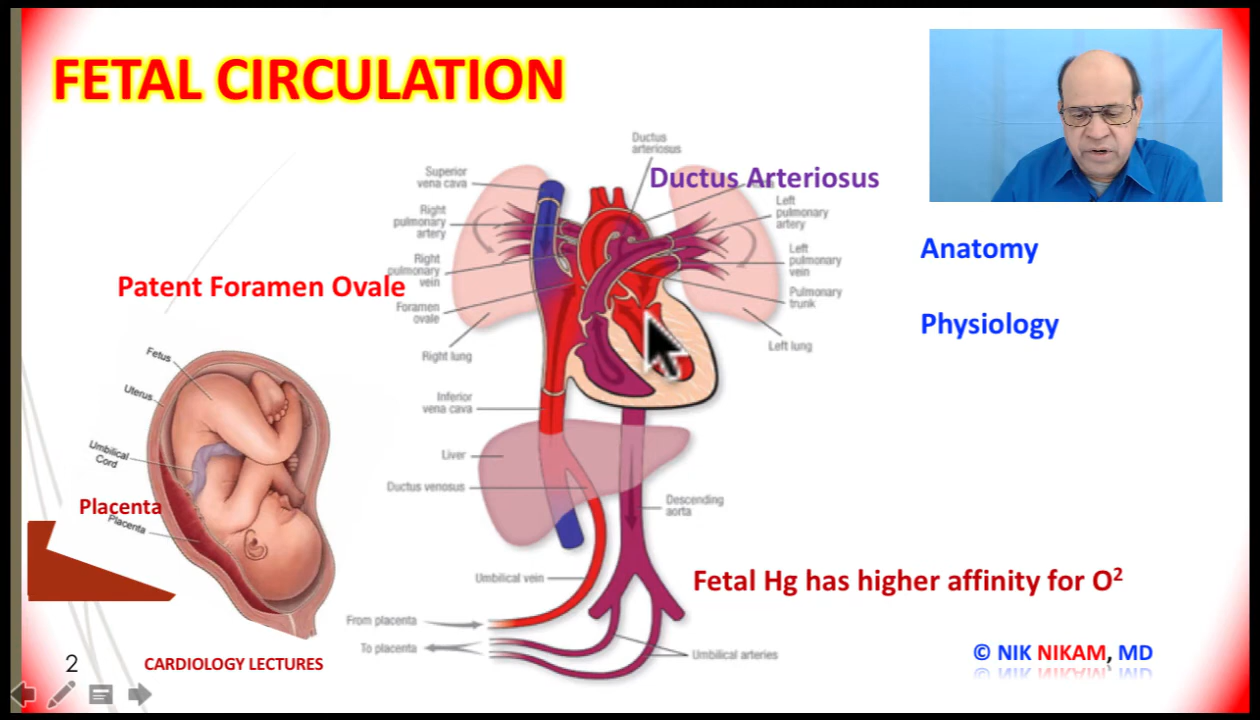 FETAL CIRCULATION
Ductus
arteriosus
Ductus Arteriosus
Superior
vena cava
Right
pulmonary
artery
Right
pulmonary
vein
Foramen
ovale
Right lung
Left
pulmonary
artery
Left
pulmonary
vein
Pulmonary
trunk
Left lung
Anatomy
Physiology
Patent Foramen Ovale
Fetus
Uterus
Umbilical
Cord
Placenta
Placenta
Inferior
vena cava
Liver
Ductus venosus
Descending
aorta
Umbilical vein
From placenta
To placenta
Umbilical arteries
Fetal Hg has higher affinity for O²
2
CARDIOLOGY LECTURES
© NIK NIKAM, MD